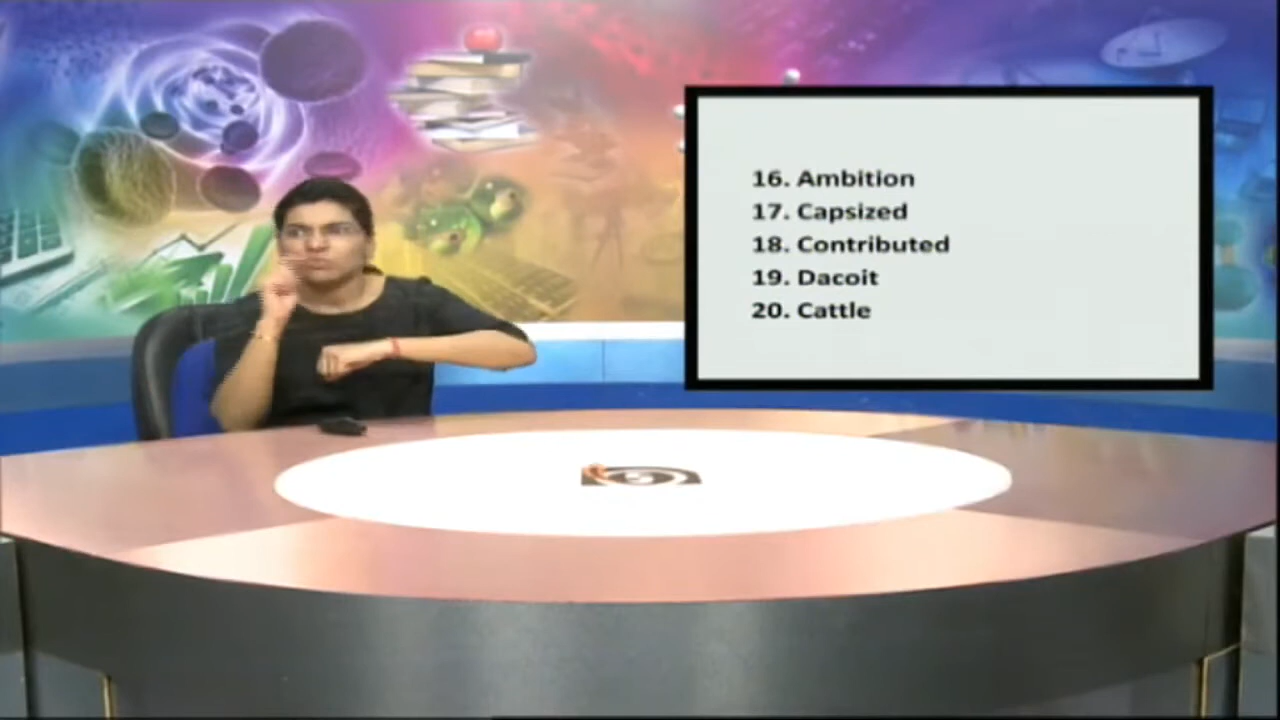 16. Ambition
17. Capsized
18. Contributed
19. Dacoit
20. Cattle